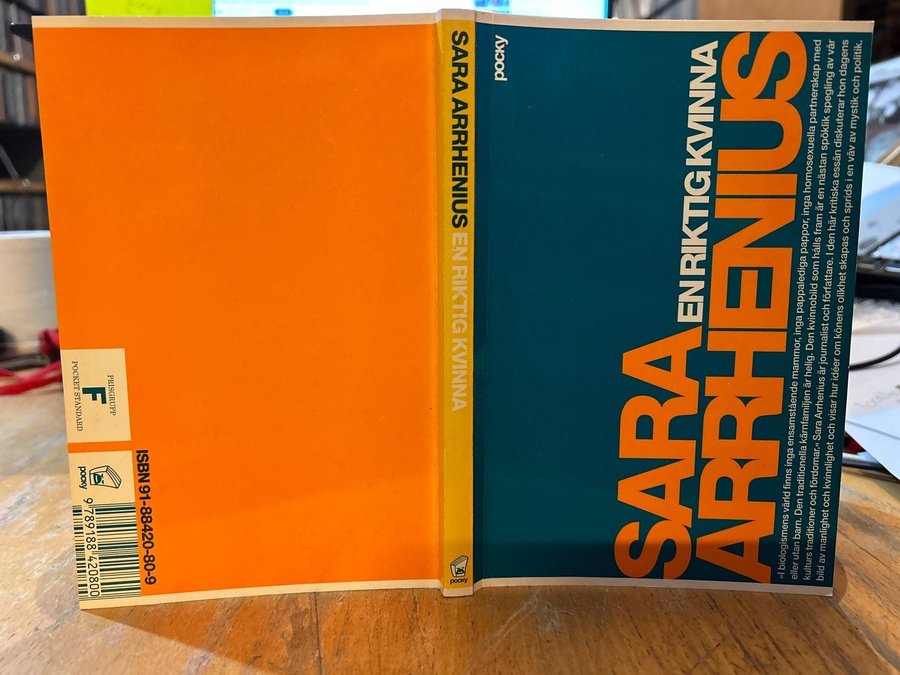 pocky
EN RIKTIG KVINNA
SARA
ARRHENIUS
»I biologismens värld finns inga ensamstående mammor, inga pappalediga pappor, inga homosexuella partnerskap med
eller utan barn. Den traditionella kärnfamiljen är helig. Den kvinnobild som hålls fram är en nästan spöklik spegling av vår
kulturs traditioner och fördomar.« Sara Arrhenius är journalist och författare. I den här kritiska essän diskuterar hon dagens
bild av manlighet och kvinnlighet och visar hur idéer om könens olikhet skapas och sprids i en väv av mystik och politik.
SARA ARRHENIUS EN RIKTIG KVINNA
pocky
PRISGRUPP
F
POCKET STANDARD
pocky
ISBN 91-88420-80-9
9 789188 420800